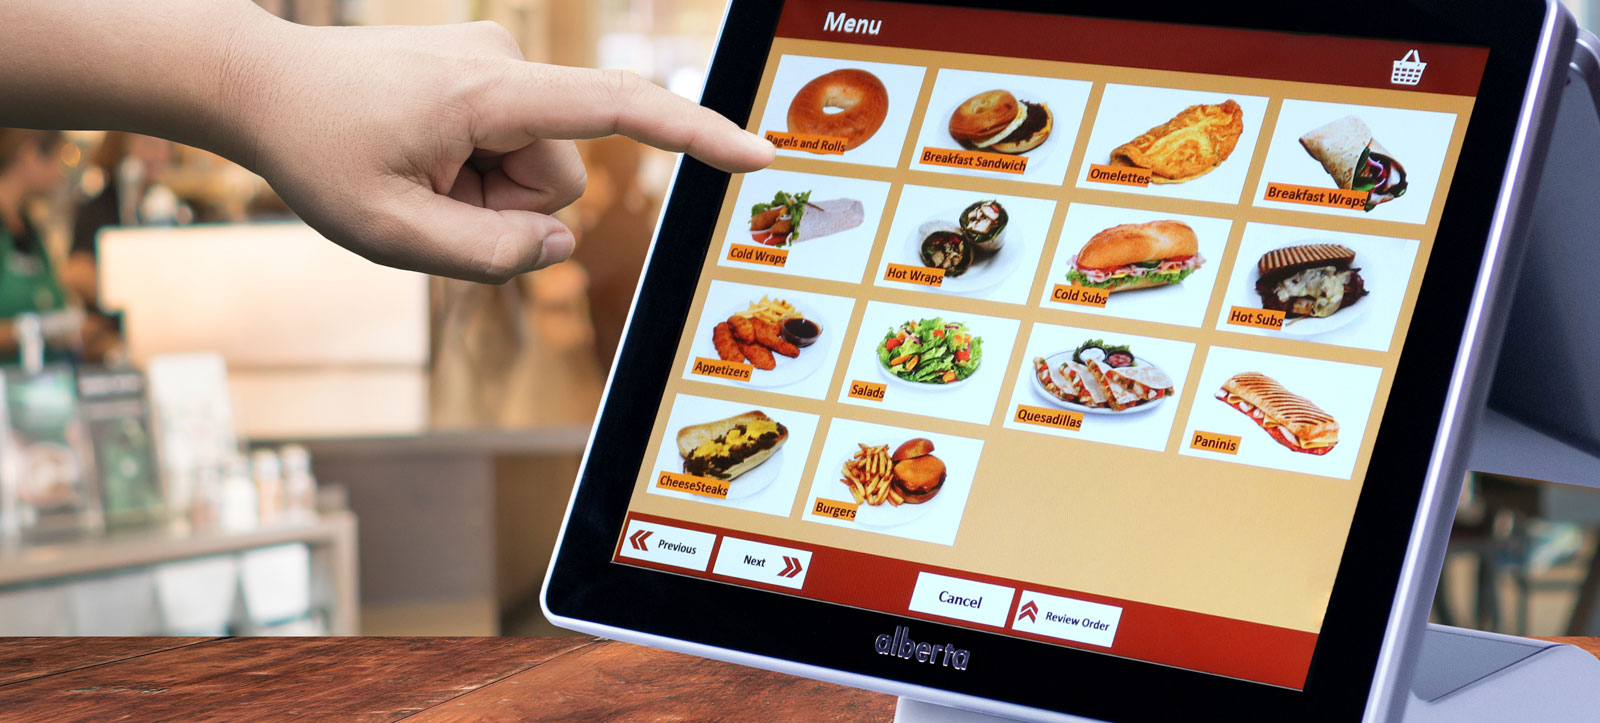 Menu
Bagels and Rolls
Breakfast Sandwich
Omelettes
Breakfast Wraps
Cold Wraps
Hot Wraps
Cold Subs
Hot Subs
Appetizers
Salads
Quesadillas
Paninis
CheeseSteaks
Burgers
Previous
Next
Cancel
Review Order
alberta